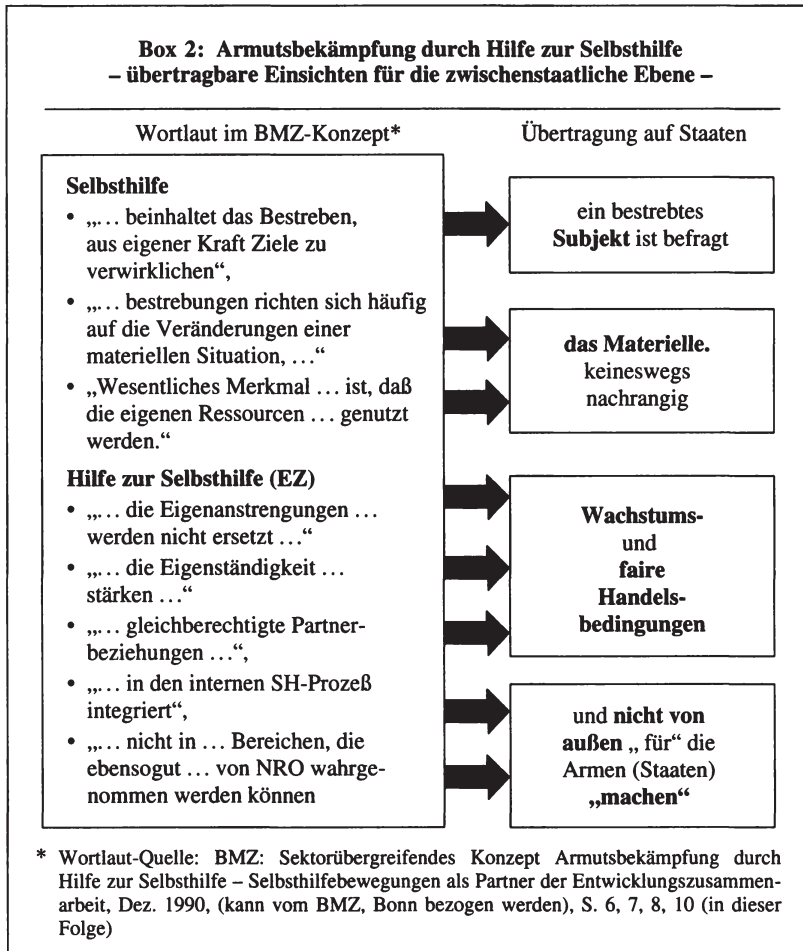 Box 2: Armutsbekämpfung durch Hilfe zur Selbsthilfe
– übertragbare Einsichten für die zwischenstaatliche Ebene –
Wortlaut im BMZ-Konzept*
Übertragung auf Staaten
Selbsthilfe
• „… beinhaltet das Bestreben,
aus eigener Kraft Ziele zu
verwirklichen“,
• „… bestrebungen richten sich häufig
auf die Veränderungen einer
materiellen Situation, …“
• „Wesentliches Merkmal … ist, daß
die eigenen Ressourcen … genutzt
werden.“
Hilfe zur Selbsthilfe (EZ)
• „… die Eigenanstrengungen …
werden nicht ersetzt …“
• „… die Eigenständigkeit …
stärken …“
• „… gleichberechtigte Partner-
beziehungen …“,
• „… in den internen SH-Prozeß
integriert“,
• „… nicht in … Bereichen, die
ebensogut … von NRO wahrge-
nommen werden können
ein bestrebtes
Subjekt ist befragt
das Materielle.
keineswegs
nachrangig
Wachstums-
und
faire
Handels-
bedingungen
und nicht von
außen „ für“ die
Armen (Staaten)
„machen“
* Wortlaut-Quelle: BMZ: Sektorübergreifendes Konzept Armutsbekämpfung durch
Hilfe zur Selbsthilfe – Selbsthilfebewegungen als Partner der Entwicklungszusammen-
arbeit, Dez. 1990, (kann vom BMZ, Bonn bezogen werden), S. 6, 7, 8, 10 (in dieser
Folge)